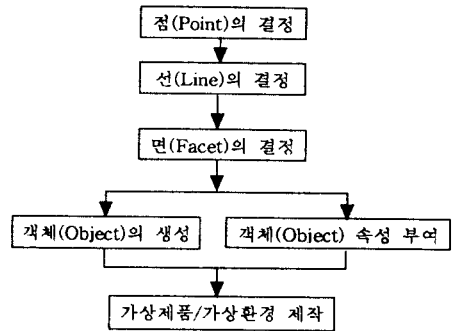 점(Point)의 결정
선(Line)의 결정
면(Facet)의 결정
객체(Object)의 생성
객체(Object) 속성 부여
가상제품/가상환경 제작